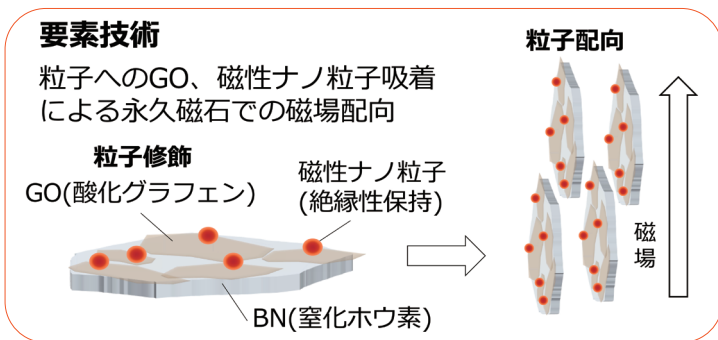 要素技術
粒子へのGO、磁性ナノ粒子吸着
による永久磁石での磁場配向
粒子修飾
GO(酸化グラフェン)
磁性ナノ粒子
(絶縁性保持)
BN(窒化ホウ素)
粒子配向
磁場